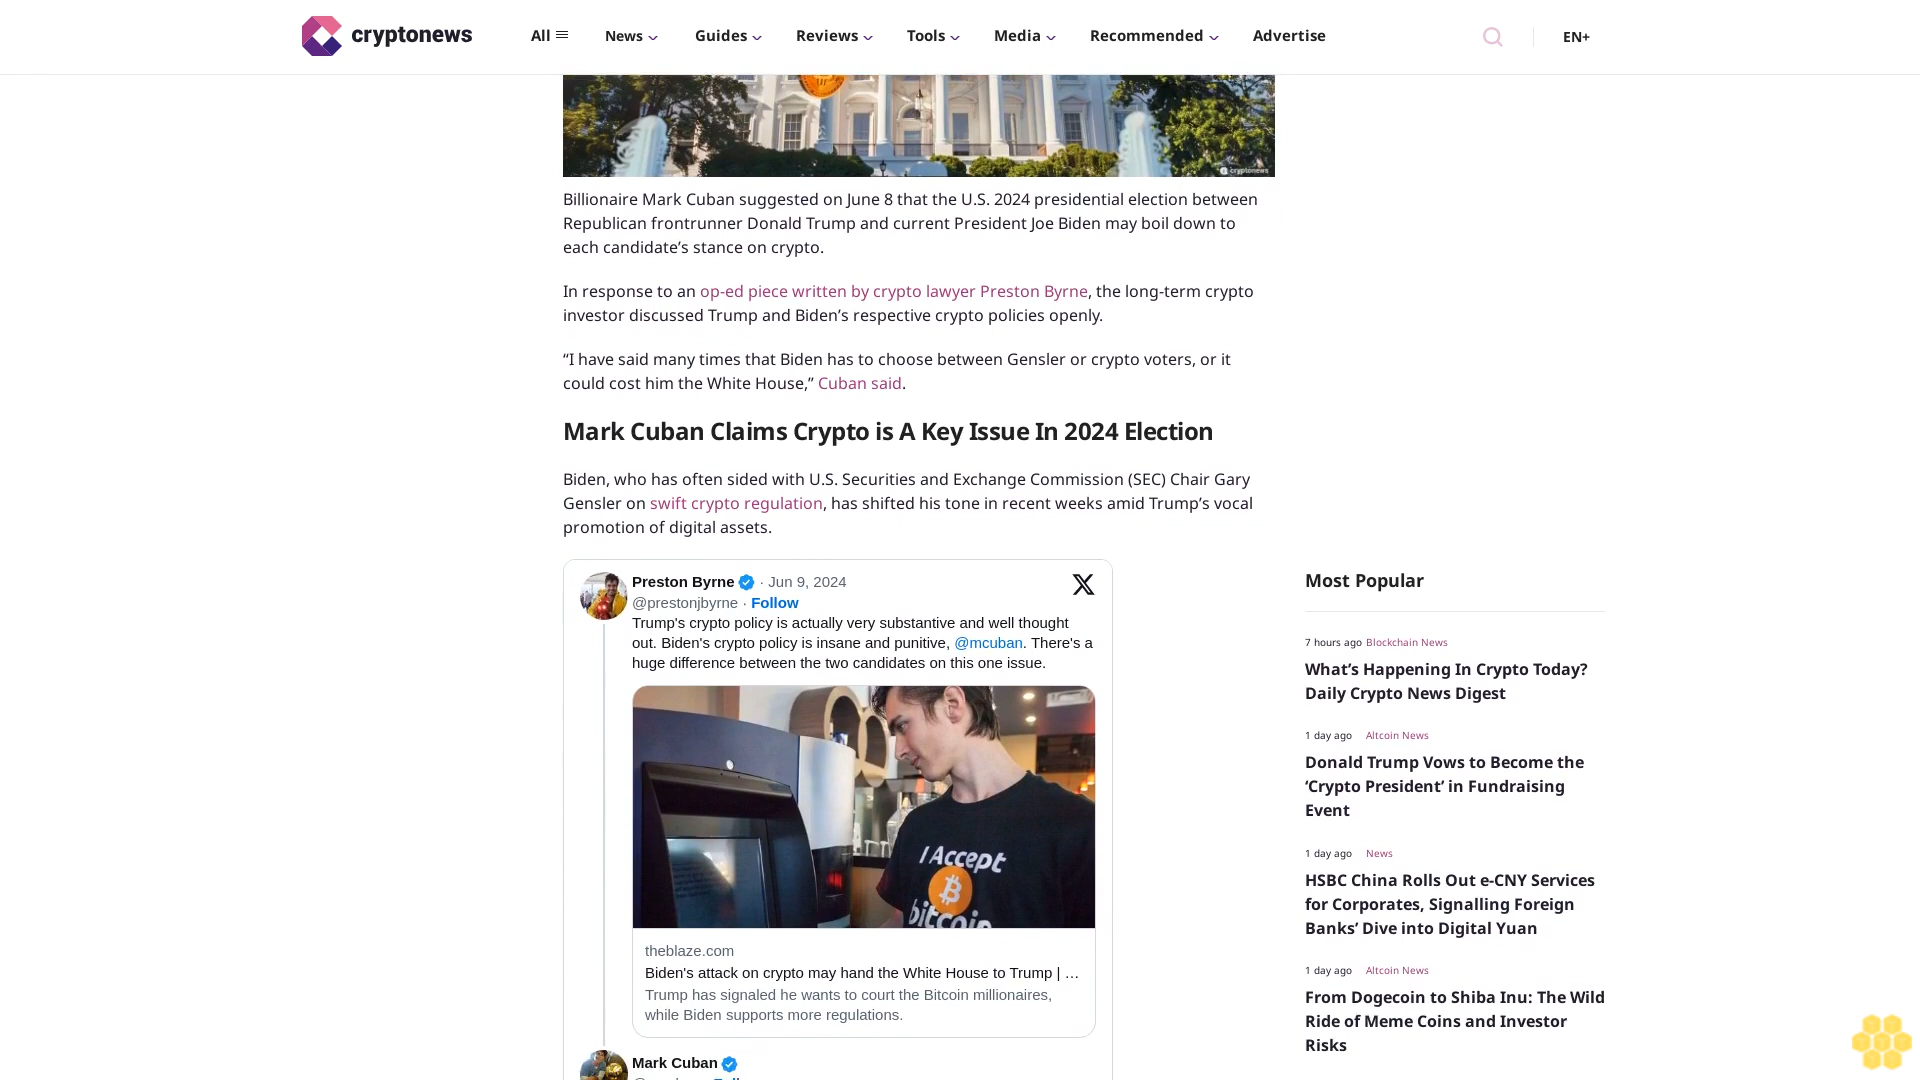 cryptonews
All
News
Guides
Reviews
Tools
Media
Recommended
Advertise
EN+
cryptonews
Billionaire Mark Cuban suggested on June 8 that the U.S. 2024 presidential election between
Republican frontrunner Donald Trump and current President Joe Biden may boil down to
each candidate’s stance on crypto.
In response to an op-ed piece written by crypto lawyer Preston Byrne, the long-term crypto
investor discussed Trump and Biden’s respective crypto policies openly.
“I have said many times that Biden has to choose between Gensler or crypto voters, or it
could cost him the White House,” Cuban said.
Mark Cuban Claims Crypto is A Key Issue In 2024 Election
Biden, who has often sided with U.S. Securities and Exchange Commission (SEC) Chair Gary
Gensler on swift crypto regulation, has shifted his tone in recent weeks amid Trump’s vocal
promotion of digital assets.
Preston Byrne · Jun 9, 2024
@prestonjbyrne · Follow
Trump's crypto policy is actually very substantive and well thought
out. Biden's crypto policy is insane and punitive, @mcuban. There's a
huge difference between the two candidates on this one issue.
I Accept
bitcoin
theblaze.com
Biden's attack on crypto may hand the White House to Trump | …
Trump has signaled he wants to court the Bitcoin millionaires,
while Biden supports more regulations.
Mark Cuban
Most Popular
7 hours ago Blockchain News
What’s Happening In Crypto Today?
Daily Crypto News Digest
1 day ago Altcoin News
Donald Trump Vows to Become the
‘Crypto President’ in Fundraising
Event
1 day ago News
HSBC China Rolls Out e-CNY Services
for Corporates, Signalling Foreign
Banks’ Dive into Digital Yuan
1 day ago Altcoin News
From Dogecoin to Shiba Inu: The Wild
Ride of Meme Coins and Investor
Risks